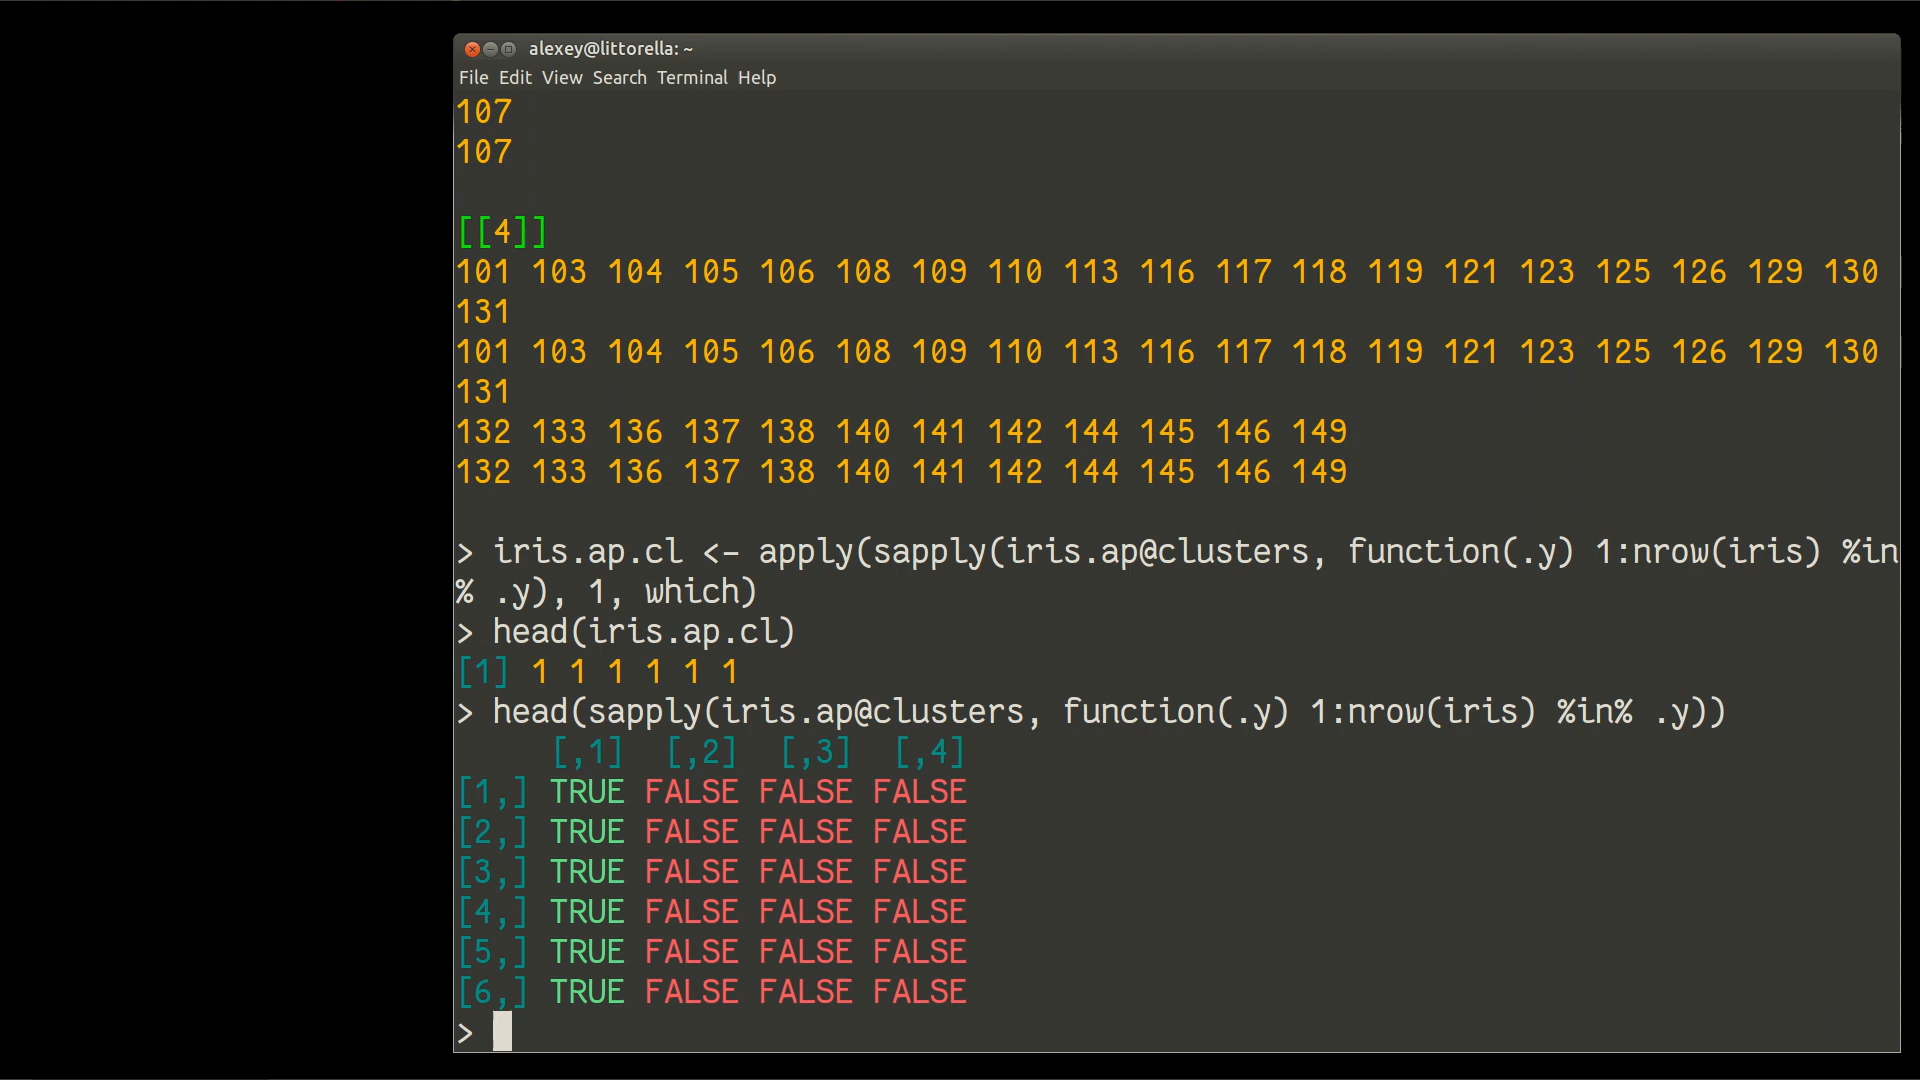 alexey@littorella: ~
File Edit View Search Terminal Help
107
107
[[4]]
101 103 104 105 106 108 109 110 113 116 117 118 119 121 123 125 126 129 130
131
101 103 104 105 106 108 109 110 113 116 117 118 119 121 123 125 126 129 130
131
132 133 136 137 138 140 141 142 144 145 146 149
132 133 136 137 138 140 141 142 144 145 146 149
> iris.ap.cl <- apply(sapply(iris.ap@clusters, function(.y) 1:nrow(iris) %in
% .y), 1, which)
> head(iris.ap.cl)
[1] 1 1 1 1 1 1
> head(sapply(iris.ap@clusters, function(.y) 1:nrow(iris) %in% .y))
[,1] [,2] [,3] [,4]
[1,] TRUE FALSE FALSE FALSE
[2,] TRUE FALSE FALSE FALSE
[3,] TRUE FALSE FALSE FALSE
[4,] TRUE FALSE FALSE FALSE
[5,] TRUE FALSE FALSE FALSE
[6,] TRUE FALSE FALSE FALSE
>